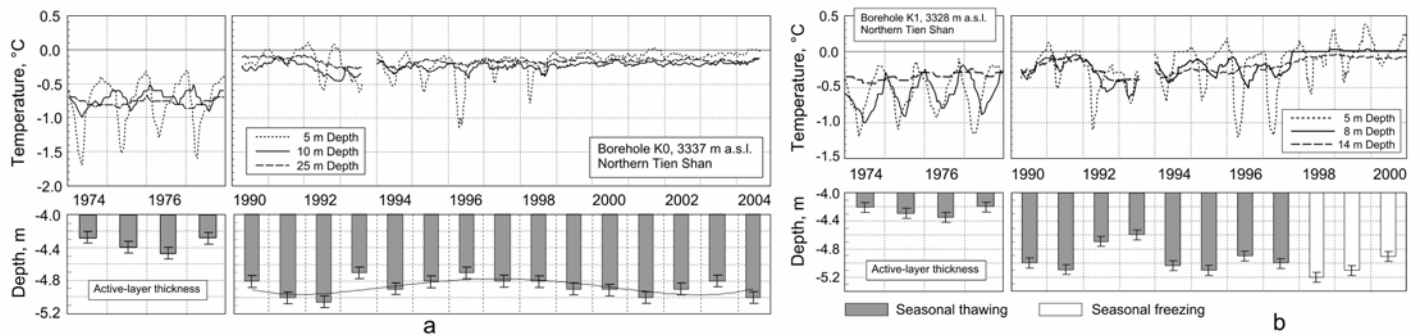 0.5
0.0
-0.5
-1.0
-1.5
-2.0
Temperature, °C
5 m Depth
10 m Depth
25 m Depth
Borehole K0, 3337 m a.s.l.
Northern Tien Shan
1974 1976 1990 1992 1994 1996 1998 2000 2002 2004
-4.0
-4.4
-4.8
-5.2
Depth, m
Active-layer thickness
a
0.5
0.0
-0.5
-1.0
-1.5
Temperature, °C
Borehole K1, 3328 m a.s.l.
Northern Tien Shan
5 m Depth
8 m Depth
14 m Depth
1974 1976 1990 1992 1994 1996 1998 2000
-4.0
-4.4
-4.8
-5.2
Depth, m
Active-layer thickness
Seasonal thawing
Seasonal freezing
b